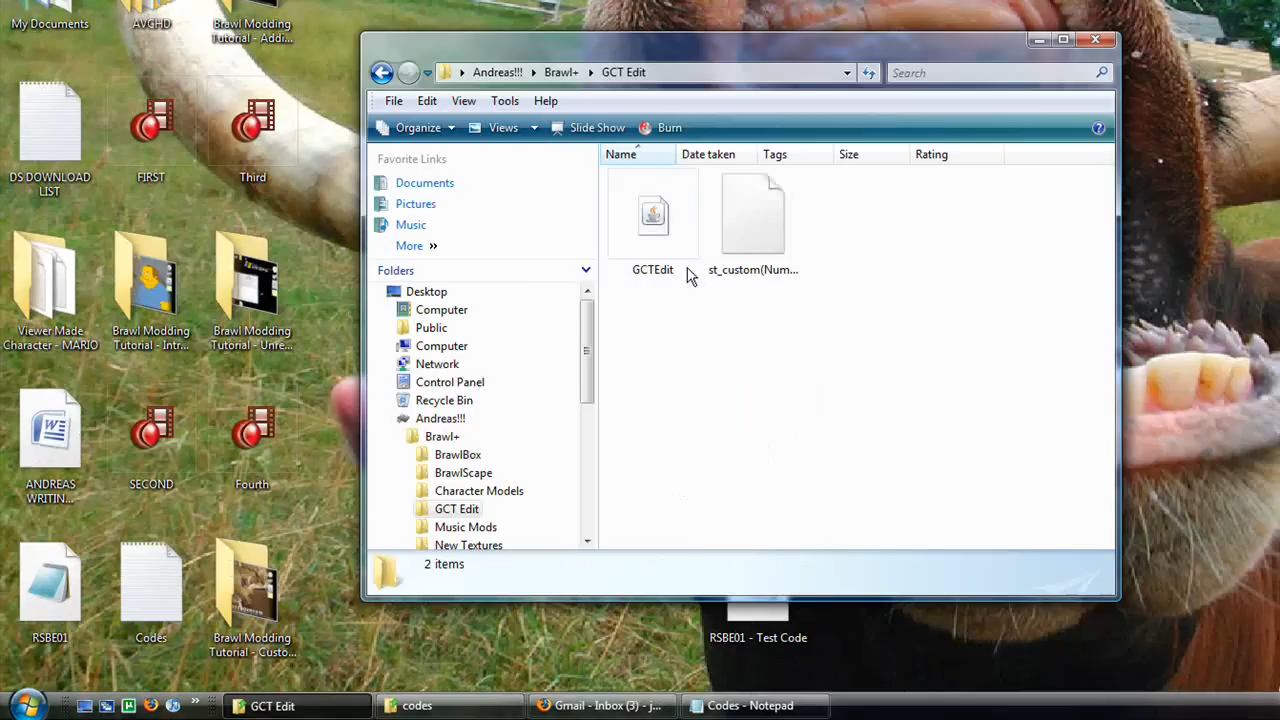 My Documents
AVCHD
Brawl Modding
Tutorial - Addi...
DS DOWNLOAD
LIST
FIRST
Third
Viewer Made
Character - MARIO
Brawl Modding
Tutorial - Intr...
Brawl Modding
Tutorial - Unre...
ANDREAS
WRITIN...
SECOND
Fourth
RSBE01
Codes
Brawl Modding
Tutorial - Custo...
Andreas!!! Brawl+ GCT Edit
Search
File Edit View Tools Help
Organize Views Slide Show Burn
Favorite Links
Documents
Pictures
Music
More »
Folders
Desktop
Computer
Public
Computer
Network
Control Panel
Recycle Bin
Andreas!!!
Brawl+
BrawlBox
BrawlScape
Character Models
GCT Edit
Music Mods
New Textures
Name Date taken Tags Size Rating
GCTEdit
st_custom(Num...
2 items
RSBE01 - Test Code
GCT Edit
codes
Gmail - Inbox (3) - j...
Codes - Notepad